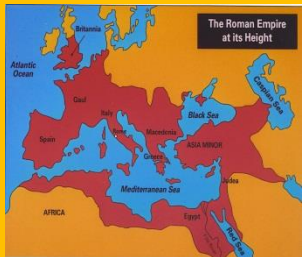 The Roman Empire
at its Height
Britannia
Atlantic
Ocean
Gaul
Caspian Sea
Italy
Black Sea
Rome
Macedonia
Spain
ASIA MINOR
Greece
Mediterranean Sea
Judea
AFRICA
Egypt
Red Sea